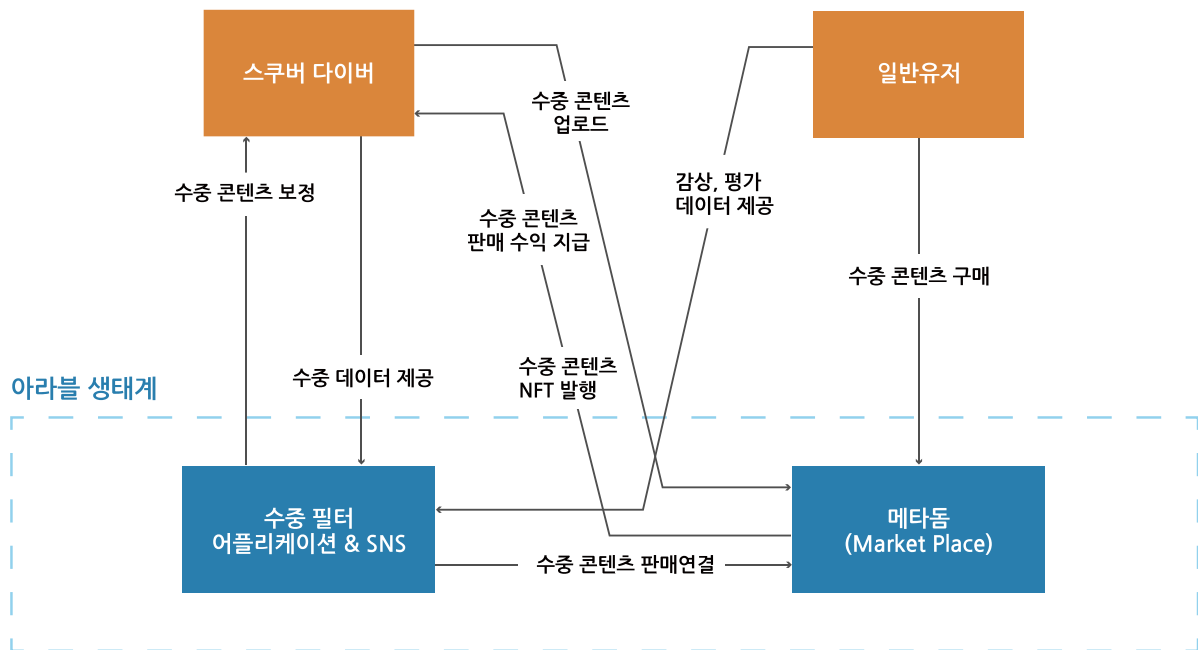 스쿠버 다이버
일반유저
수중 콘텐츠
업로드
감상, 평가
데이터 제공
수중 콘텐츠 보정
수중 콘텐츠
판매 수익 지급
수중 콘텐츠 구매
수중 콘텐츠
NFT 발행
수중 데이터 제공
아라블 생태계
수중 필터
어플리케이션 & SNS
메타돔
(Market Place)
수중 콘텐츠 판매연결